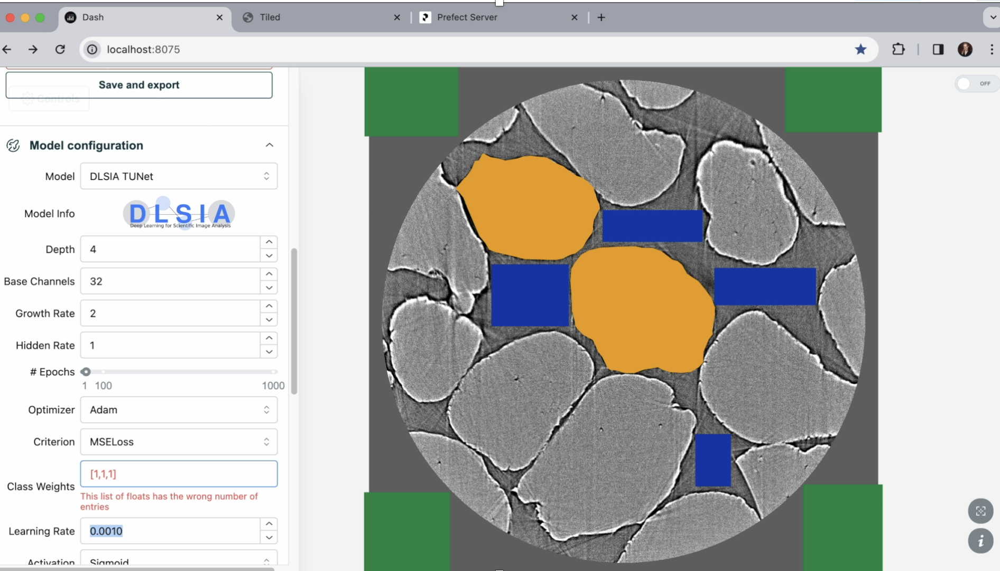 Dash
Tiled
Prefect Server
localhost:8075
Save and export
Controls
OFF
Model configuration
Model
DLSIA TUNet
Model Info
DLSIA
Deep Learning for Scientific Image Analysis
Depth
4
Base Channels
32
Growth Rate
2
Hidden Rate
1
# Epochs
1 100 1000
Optimizer
Adam
Criterion
MSELoss
Class Weights
[1,1,1]
This list of floats has the wrong number of
entries
Learning Rate
0.0010
Activation
Sigmoid
i